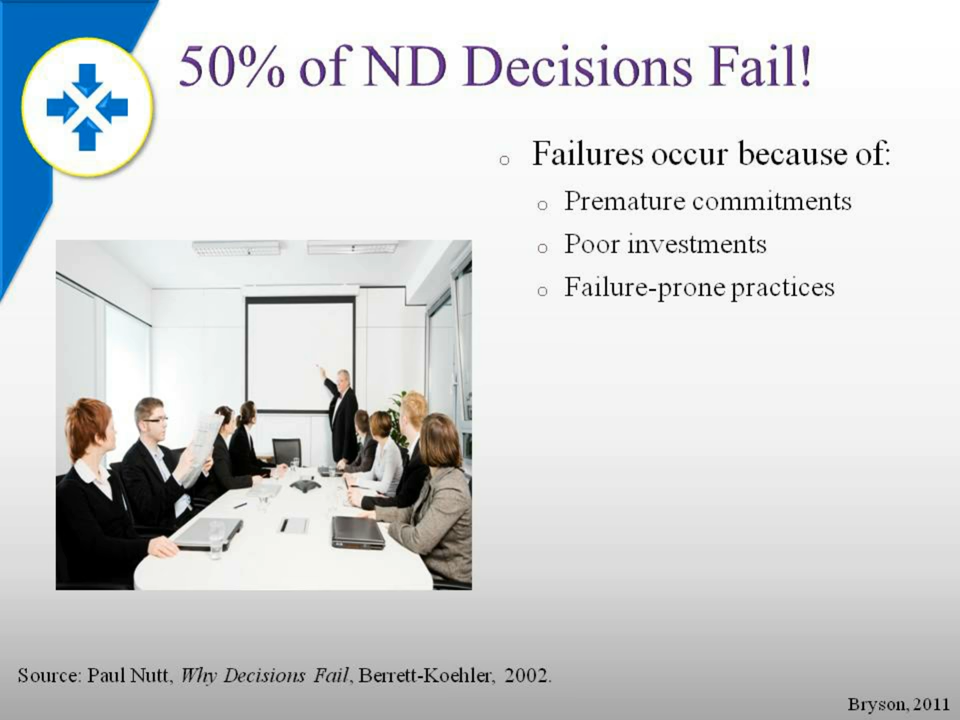 50% of ND Decisions Fail!
Failures occur because of:
Premature commitments
Poor investments
Failure-prone practices
Source: Paul Nutt, Why Decisions Fail, Berrett-Koehler, 2002.
Bryson, 2011